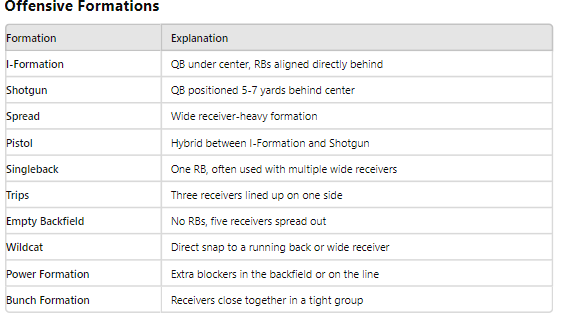 Offensive Formations
Formation Explanation
I-Formation QB under center, RBs aligned directly behind
Shotgun QB positioned 5-7 yards behind center
Spread Wide receiver-heavy formation
Pistol Hybrid between I-Formation and Shotgun
Singleback One RB, often used with multiple wide receivers
Trips Three receivers lined up on one side
Empty Backfield No RBs, five receivers spread out
Wildcat Direct snap to a running back or wide receiver
Power Formation Extra blockers in the backfield or on the line
Bunch Formation Receivers close together in a tight group